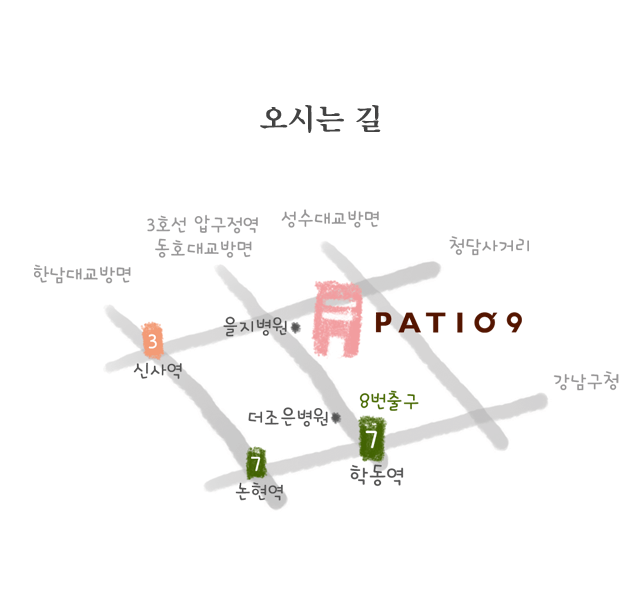 오시는 길
성수대교방면
3호선 압구정역
동호대교방면
청담사거리
한남대교방면
을지병원
PATIO9
3
신사역
강남구청
8번출구
더조은병원
7
학동역
7
논현역